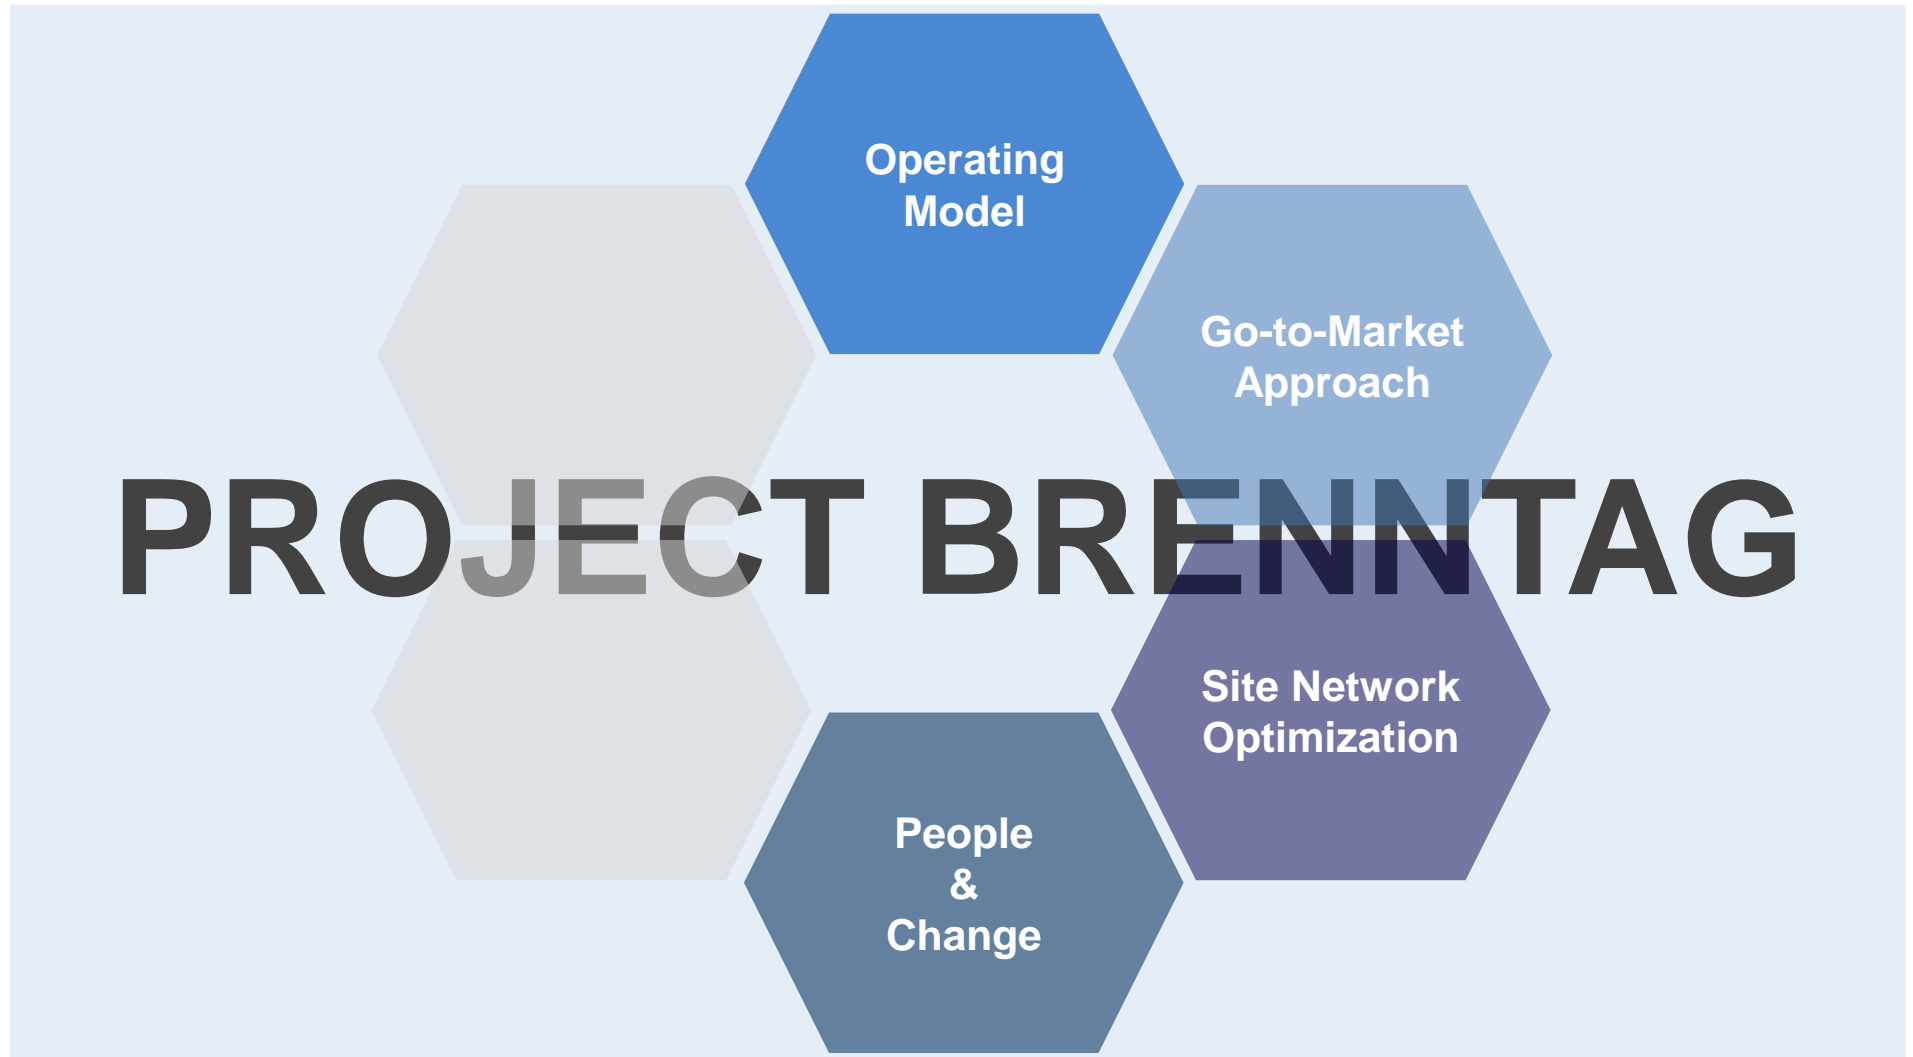 Operating
Model
Go-to-Market
Approach
PROJECT BRENNTAG
Site Network
Optimization
People
&
Change